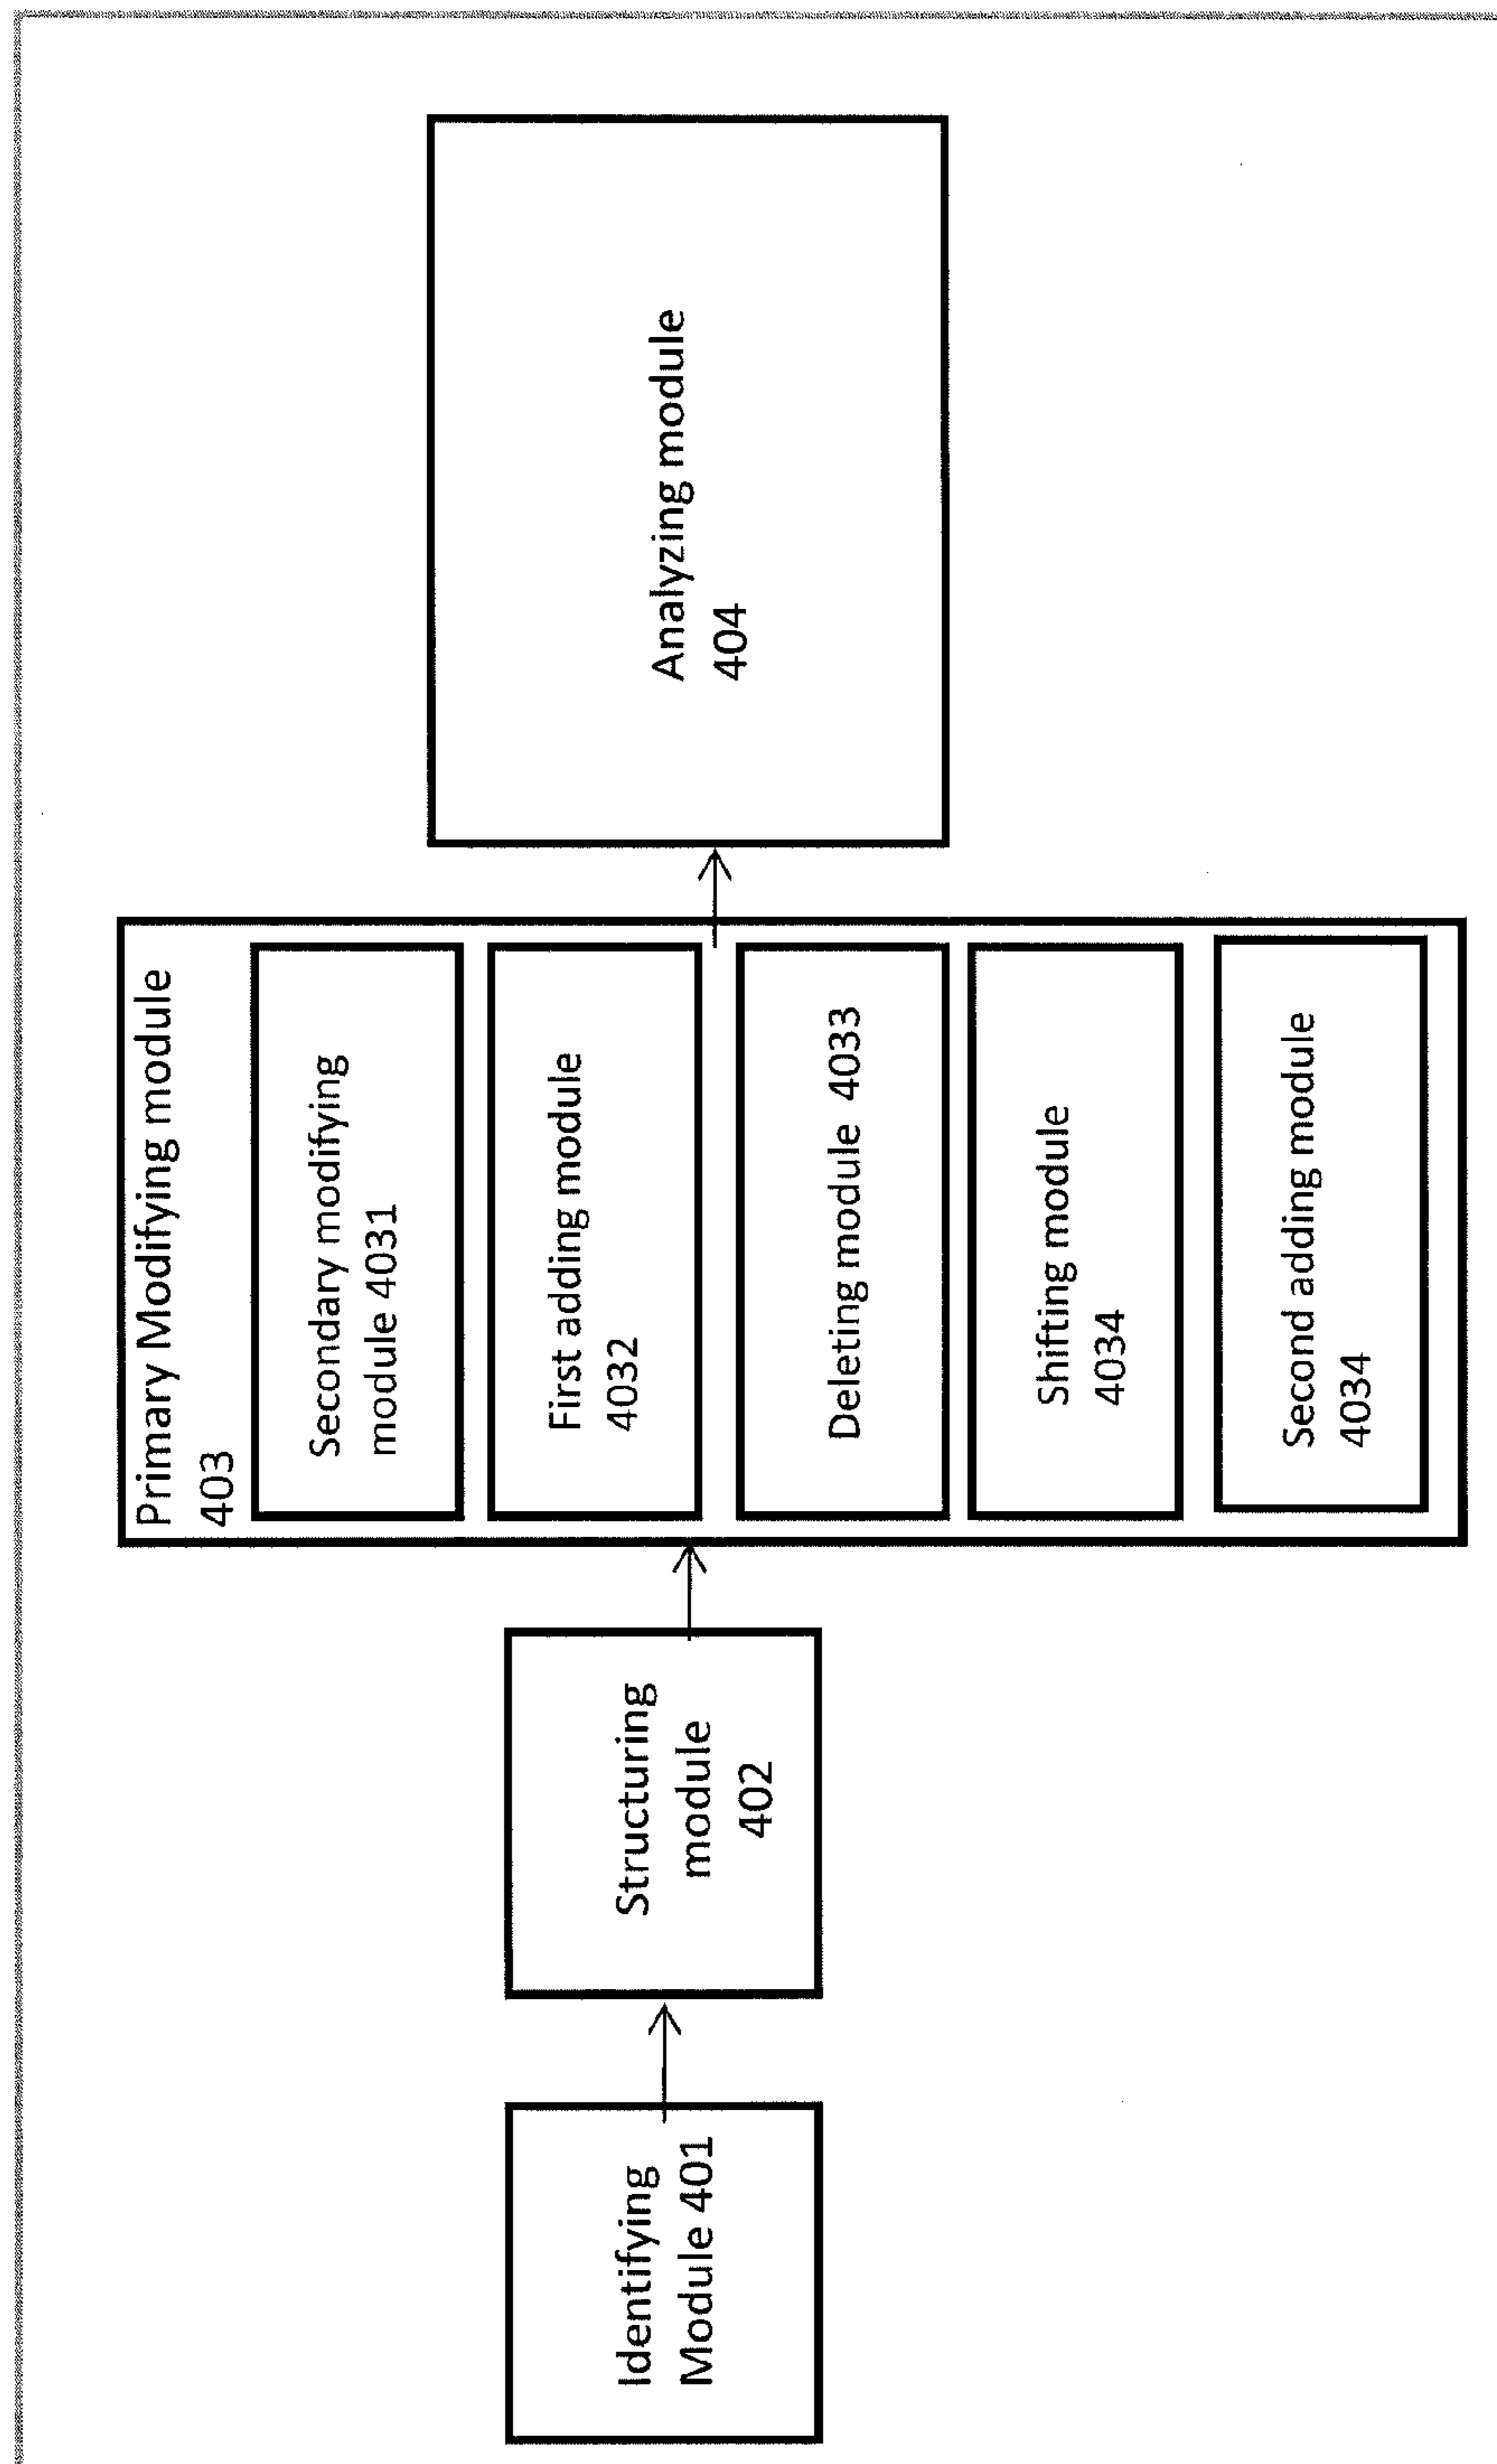 Identifying
Module 401
Structuring
module
402
Primary Modifying module
403
Secondary modifying
module 4031
First adding module
4032
Deleting module 4033
Shifting module
4034
Second adding module
4034
Analyzing module
404